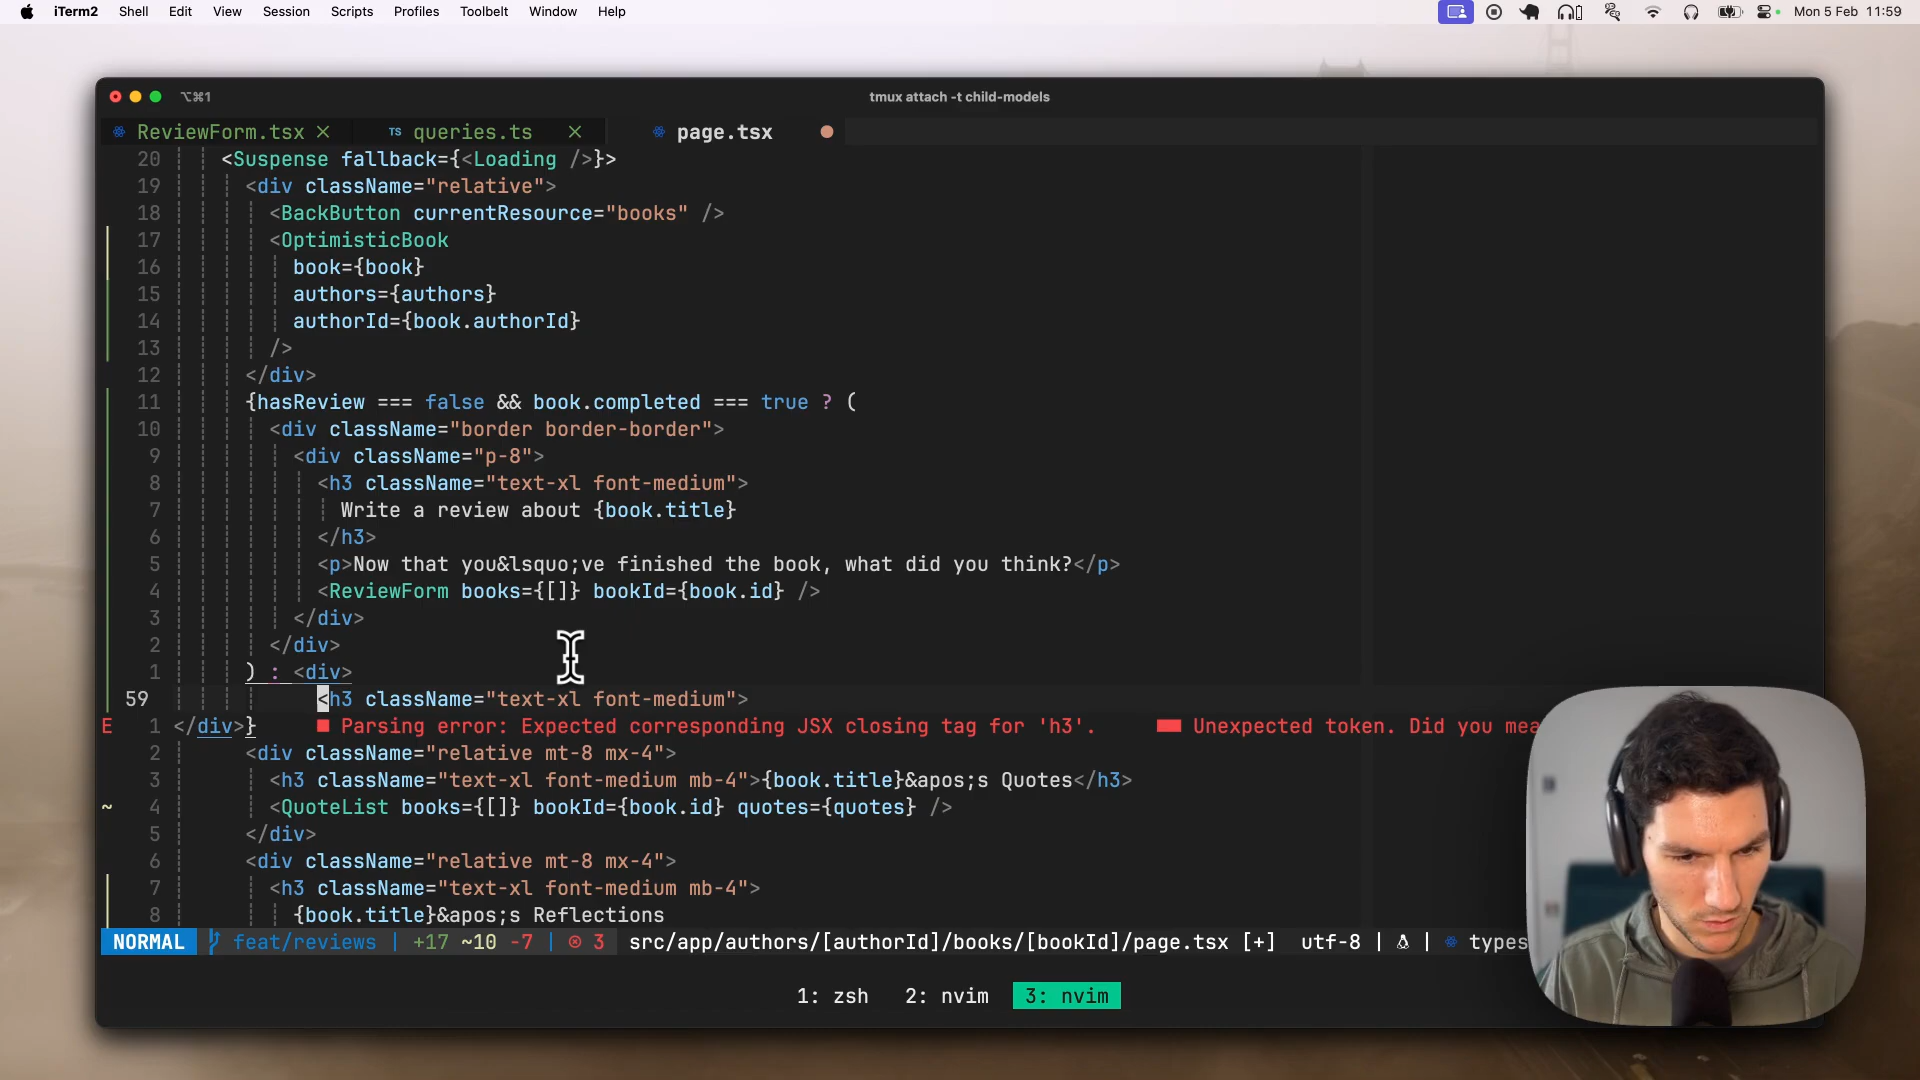 iTerm2 Shell Edit View Session Scripts Profiles Toolbelt Window Help Mon 5 Feb 11:59
⌥⌘1 tmux attach -t child-models
ReviewForm.tsx × TS queries.ts × page.tsx
20 <Suspense fallback={<Loading />}>
19 <div className="relative">
18 <BackButton currentResource="books" />
17 <OptimisticBook
16 book={book}
15 authors={authors}
14 authorId={book.authorId}
13 />
12 </div>
11 {hasReview === false && book.completed === true ? (
10 <div className="border border-border">
9 <div className="p-8">
8 <h3 className="text-xl font-medium">
7 Write a review about {book.title}
6 </h3>
5 <p>Now that you&lsquo;ve finished the book, what did you think?</p>
4 <ReviewForm books={[]} bookId={book.id} />
3 </div>
2 </div>
1 ) : <div>
59 <h3 className="text-xl font-medium">
E 1 </div>} ■ Parsing error: Expected corresponding JSX closing tag for 'h3'. ■■ Unexpected token. Did you mea
2 <div className="relative mt-8 mx-4">
3 <h3 className="text-xl font-medium mb-4">{book.title}&apos;s Quotes</h3>
~ 4 <QuoteList books={[]} bookId={book.id} quotes={quotes} />
5 </div>
6 <div className="relative mt-8 mx-4">
7 <h3 className="text-xl font-medium mb-4">
8 {book.title}&apos;s Reflections
NORMAL feat/reviews | +17 ~10 -7 | 3 src/app/authors/[authorId]/books/[bookId]/page.tsx [+] utf-8 | | types
1: zsh 2: nvim 3: nvim